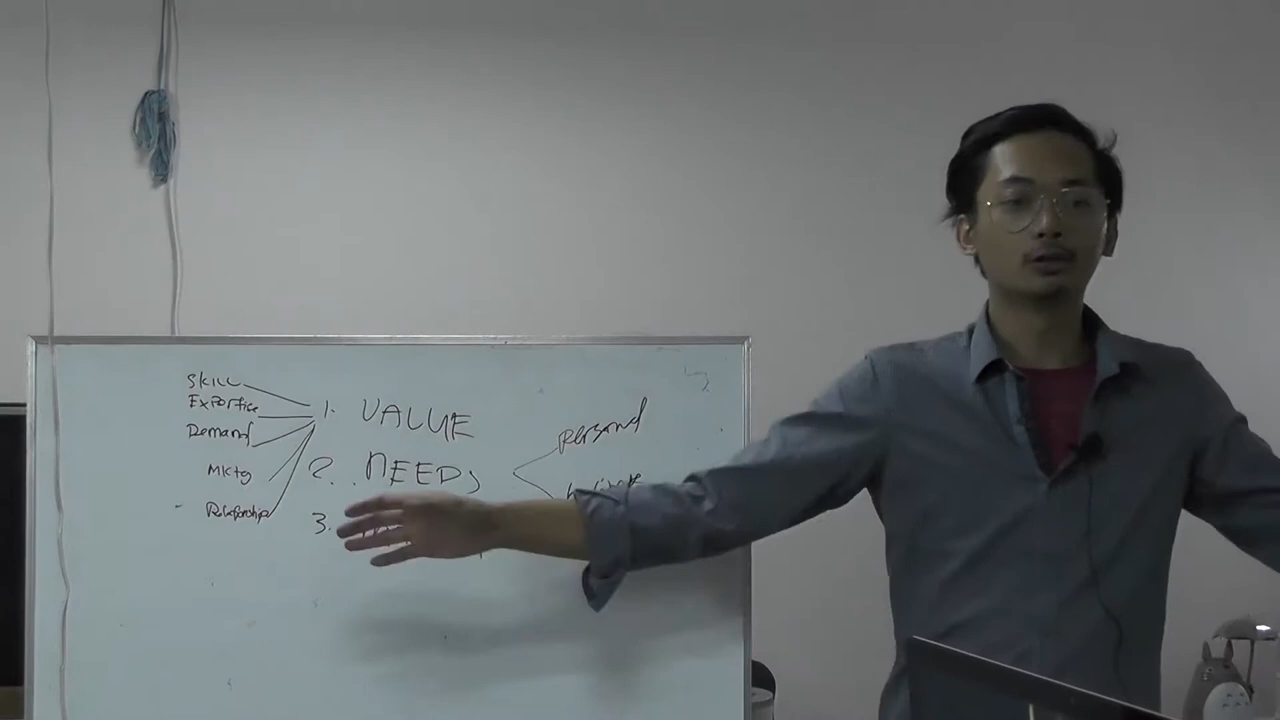 SKILL
Expertise
Demand
Mktg
Relationship
1. VALUE
2. NEEDS
3.
personal